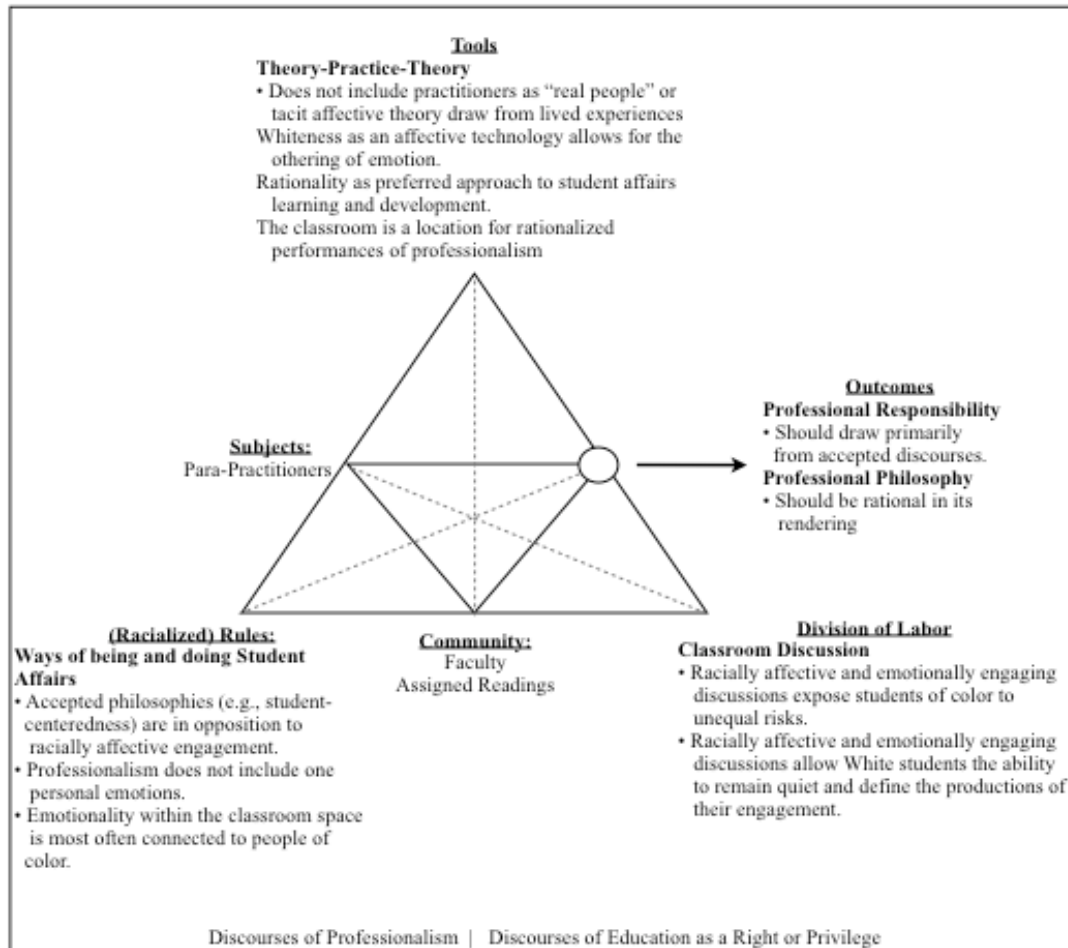 Tools
Theory-Practice-Theory
• Does not include practitioners as “real people” or
tacit affective theory draw from lived experiences
Whiteness as an affective technology allows for the
othering of emotion.
Rationality as preferred approach to student affairs
learning and development.
The classroom is a location for rationalized
performances of professionalism
Subjects:
Para-Practitioners
Outcomes
Professional Responsibility
• Should draw primarily
from accepted discourses.
Professional Philosophy
• Should be rational in its
rendering
(Racialized) Rules:
Ways of being and doing Student
Affairs
• Accepted philosophies (e.g., student-
centeredness) are in opposition to
racially affective engagement.
• Professionalism does not include one
personal emotions.
• Emotionality within the classroom space
is most often connected to people of
color.
Community:
Faculty
Assigned Readings
Division of Labor
Classroom Discussion
• Racially affective and emotionally engaging
discussions expose students of color to
unequal risks.
• Racially affective and emotionally engaging
discussions allow White students the ability
to remain quiet and define the productions of
their engagement.
Discourses of Professionalism | Discourses of Education as a Right or Privilege